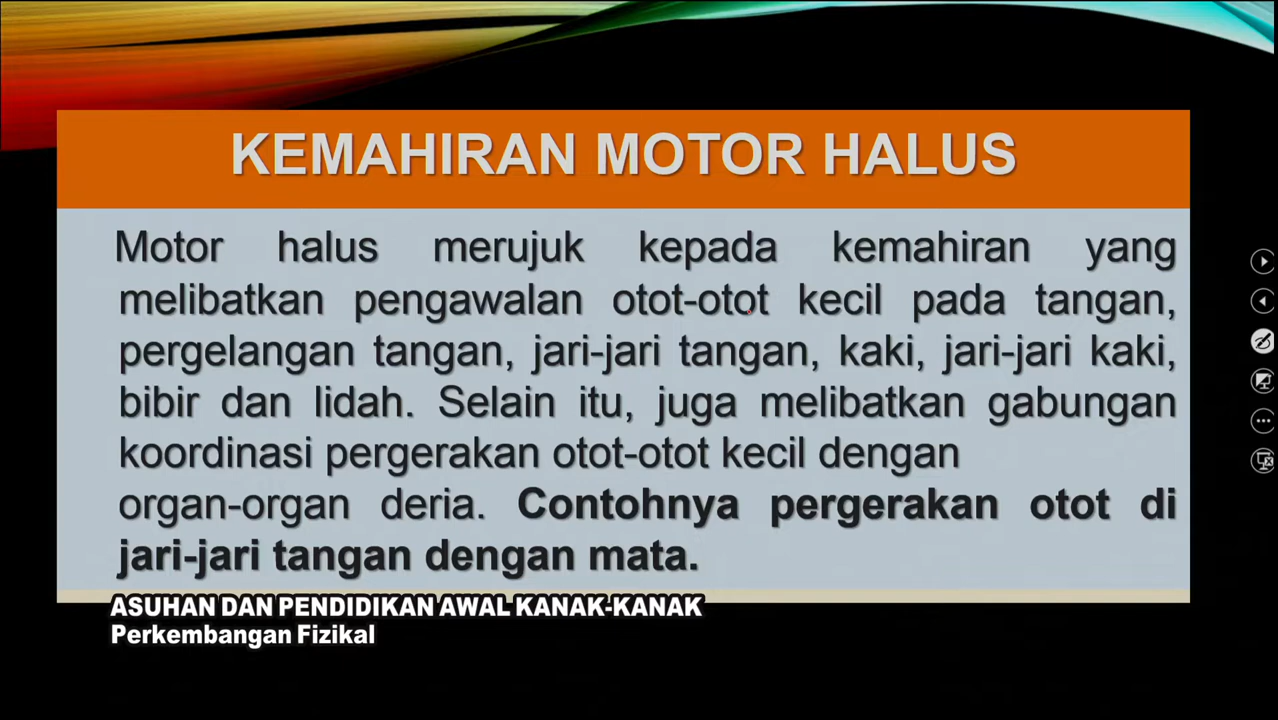 KEMAHIRAN MOTOR HALUS
Motor halus merujuk kepada kemahiran yang
melibatkan pengawalan otot-otot kecil pada tangan,
pergelangan tangan, jari-jari tangan, kaki, jari-jari kaki,
bibir dan lidah. Selain itu, juga melibatkan gabungan
koordinasi pergerakan otot-otot kecil dengan
organ-organ deria. Contohnya pergerakan otot di
jari-jari tangan dengan mata.
ASUHAN DAN PENDIDIKAN AWAL KANAK-KANAK
Perkembangan Fizikal